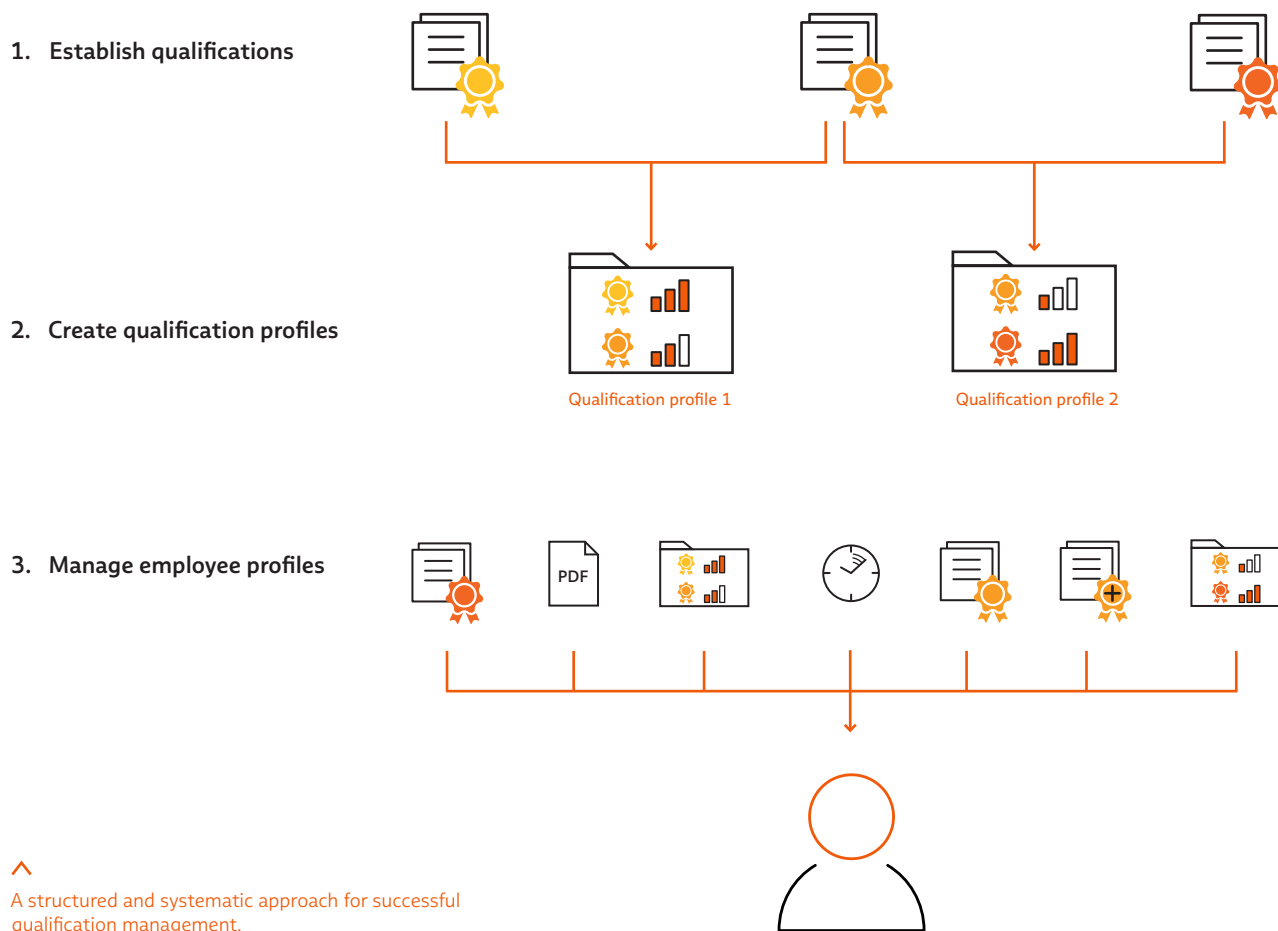 1. Establish qualifications
2. Create qualification profiles
Qualification profile 1
Qualification profile 2
3. Manage employee profiles
PDF
A structured and systematic approach for successful
qualification management.